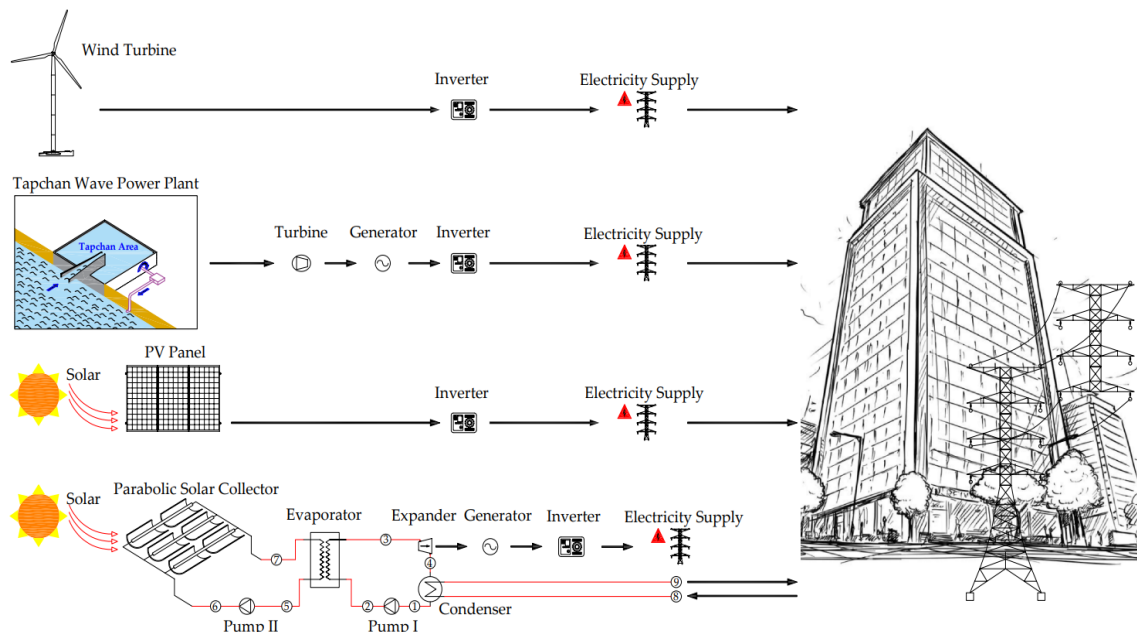 Wind Turbine
Inverter
Electricity Supply
Tapchan Wave Power Plant
Tapchan Area
Turbine
Generator
Inverter
Electricity Supply
PV Panel
Solar
Inverter
Electricity Supply
Solar
Parabolic Solar Collector
Evaporator
Expander
Generator
Inverter
Electricity Supply
3
4
7
9
8
6
5
2
1
Condenser
Pump II
Pump I